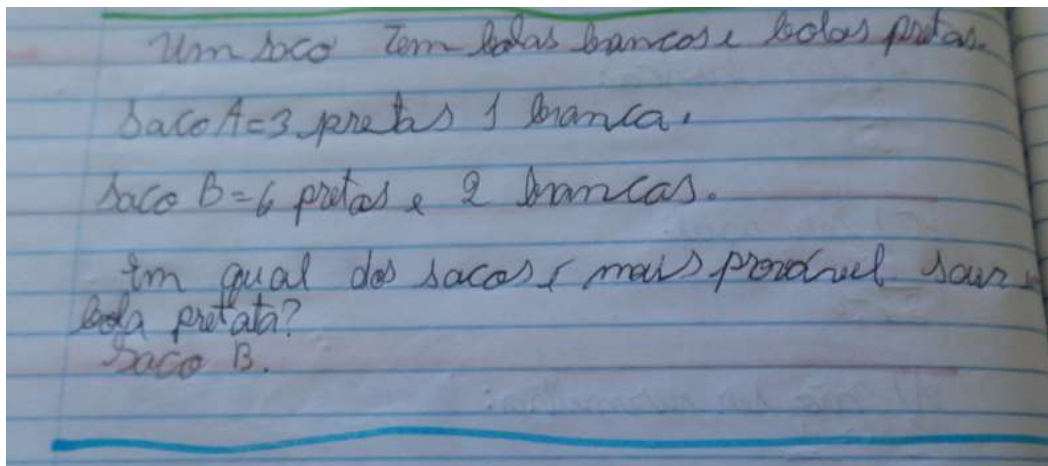 Um saco tem bolas bancos e bolas pretas.
Saco A=3 pretas 1 branca.
saco B=6 pretas e 2 brancas.
Em qual dos sacos é mais provável sair
bola pretata?
Saco B.